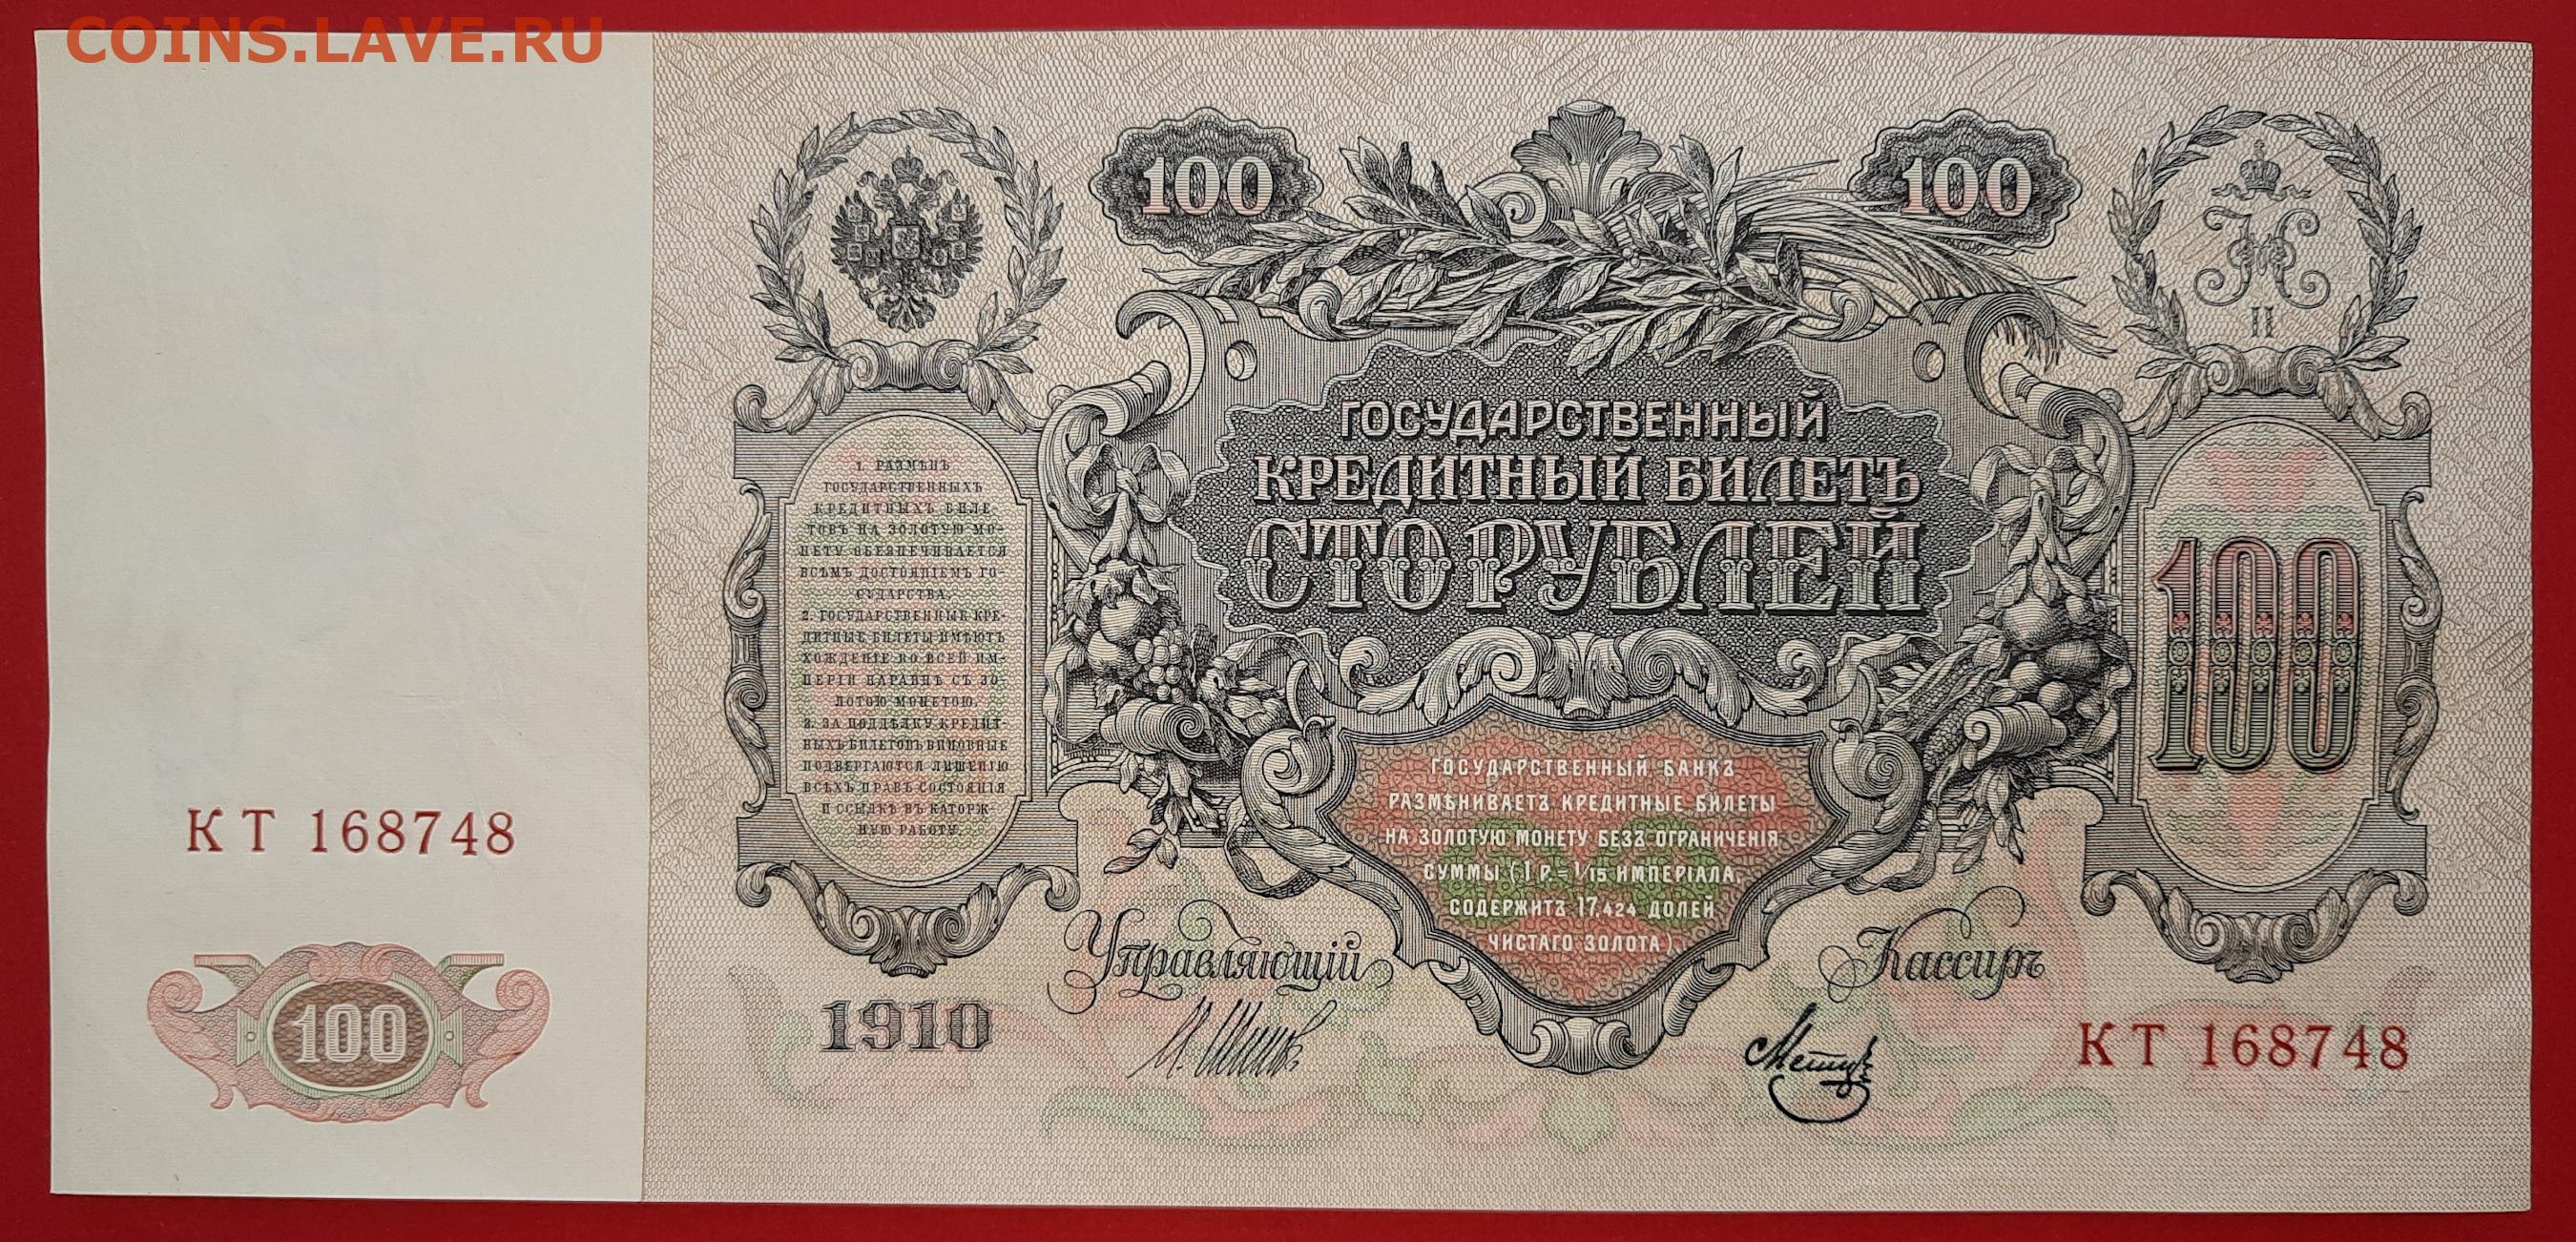 COINS.LAVE.RU
100
100
Н
II
ГОСУДАРСТВЕННЫЙ
КРЕДИТНЫЙ БИЛЕТЪ
СТО РУБЛЕЙ
1. РАЗМѢНЪ
ГОСУДАРСТВЕННЫХЪ
КРЕДИТНЫХЪ БИЛЕ-
ТОВЪ НА ЗОЛОТУЮ МО-
НЕТУ ОБЕЗПЕЧИВАЕТСЯ
ВСѢМЪ ДОСТОЯНІЕМЪ ГО-
СУДАРСТВА.
2. ГОСУДАРСТВЕННЫЕ КРЕ-
ДИТНЫЕ БИЛЕТЫ ИМѢЮТЪ
ХОЖДЕНІЕ ВО ВСЕЙ ИМ-
ПЕРІИ НАРАВНѢ СЪ ЗО-
ЛОТОЮ МОНЕТОЮ.
3. ЗА ПОДДѢЛКУ КРЕДИТ-
НЫХЪ БИЛЕТОВЪ ВИНОВНЫЕ
ПОДВЕРГАЮТСЯ ЛИШЕНІЮ
ВСѢХЪ ПРАВЪ СОСТОЯНІЯ
И ССЫЛКѢ ВЪ КАТОРЖ-
НУЮ РАБОТУ.
100
ГОСУДАРСТВЕННЫЙ БАНКЪ
РАЗМѢНИВАЕТЪ КРЕДИТНЫЕ БИЛЕТЫ
НА ЗОЛОТУЮ МОНЕТУ БЕЗЪ ОГРАНИЧЕНІЯ
СУММЫ (1 Р. = 1/15 ИМПЕРІАЛА,
СОДЕРЖИТЪ 17,424 ДОЛЕЙ
ЧИСТАГО ЗОЛОТА).
КТ 168748
100
Управляющій
И. Шипов
Кассиръ
Метц
1910
КТ 168748